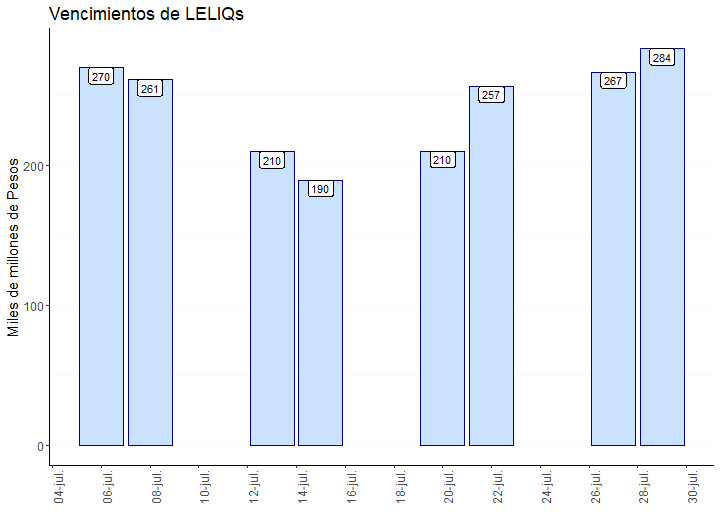 Vencimientos de LELIQs
Miles de millones de Pesos
200
100
0
270
261
210
190
210
257
267
284
04-jul.
06-jul.
08-jul.
10-jul.
12-jul.
14-jul.
16-jul.
18-jul.
20-jul.
22-jul.
24-jul.
26-jul.
28-jul.
30-jul.